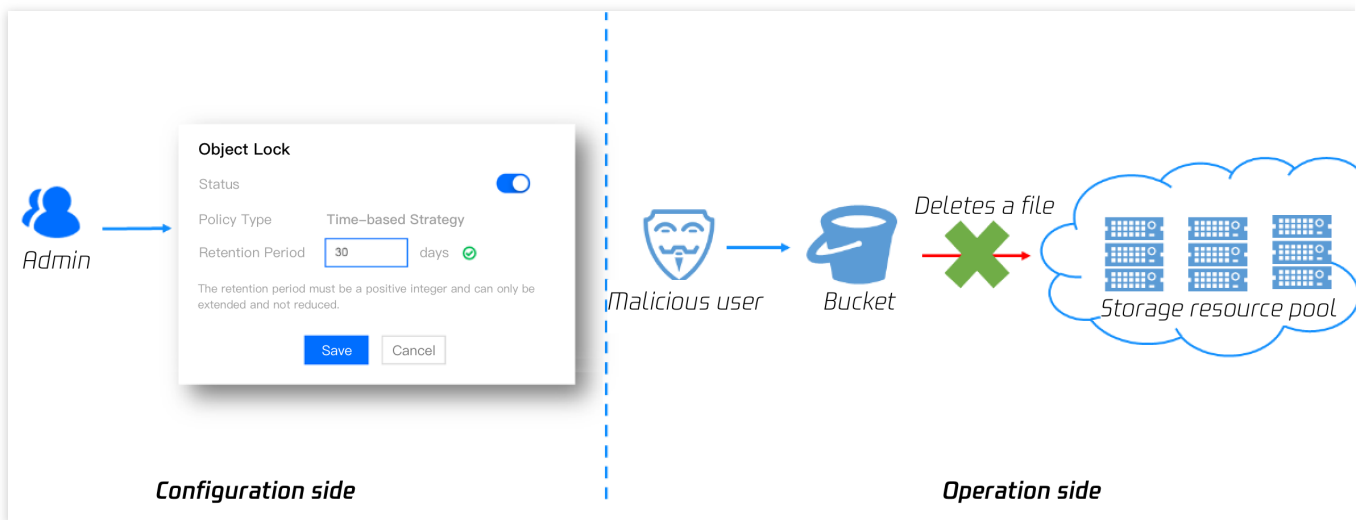 Object Lock
Status
Policy Type Time-based Strategy
Retention Period 30 days
The retention period must be a positive integer and can only be
extended and not reduced.
Save Cancel
Admin
Configuration side
Deletes a file
Malicious user
Bucket
Storage resource pool
Operation side